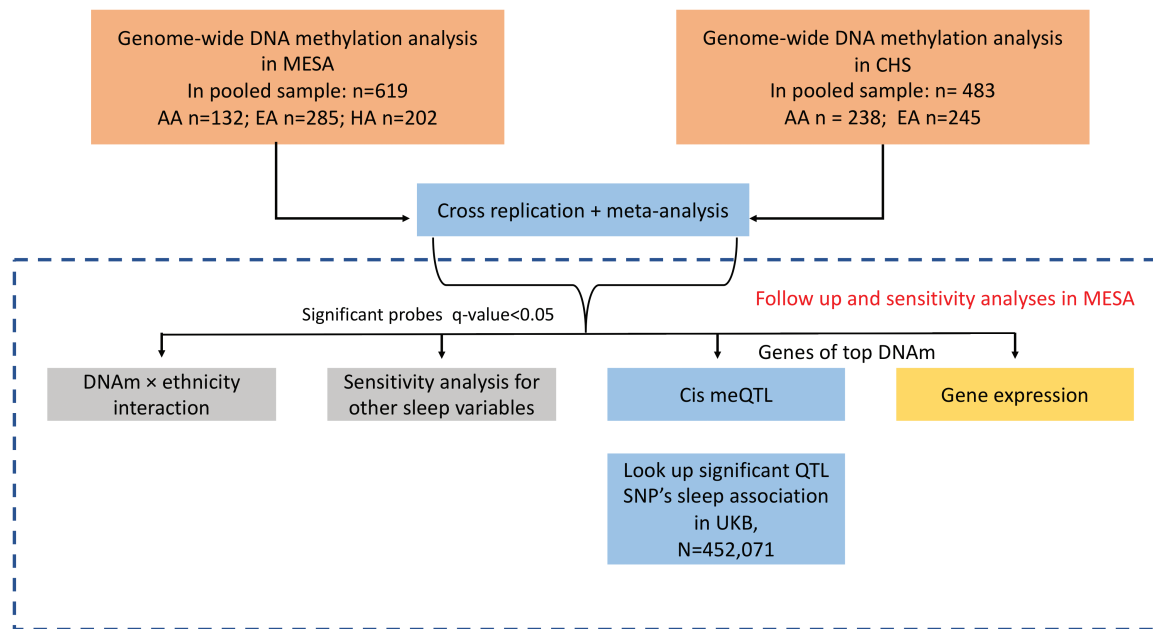 Genome-wide DNA methylation analysis
in MESA
In pooled sample: n=619
AA n=132; EA n=285; HA n=202
Genome-wide DNA methylation analysis
in CHS
In pooled sample: n= 483
AA n = 238;  EA n=245
Cross replication + meta-analysis
Follow up and sensitivity analyses in MESA
Significant probes  q-value<0.05
Genes of top DNAm
DNAm × ethnicity
interaction
Sensitivity analysis for
other sleep variables
Cis meQTL
Gene expression
Look up significant QTL
SNP's sleep association
in UKB,
N=452,071